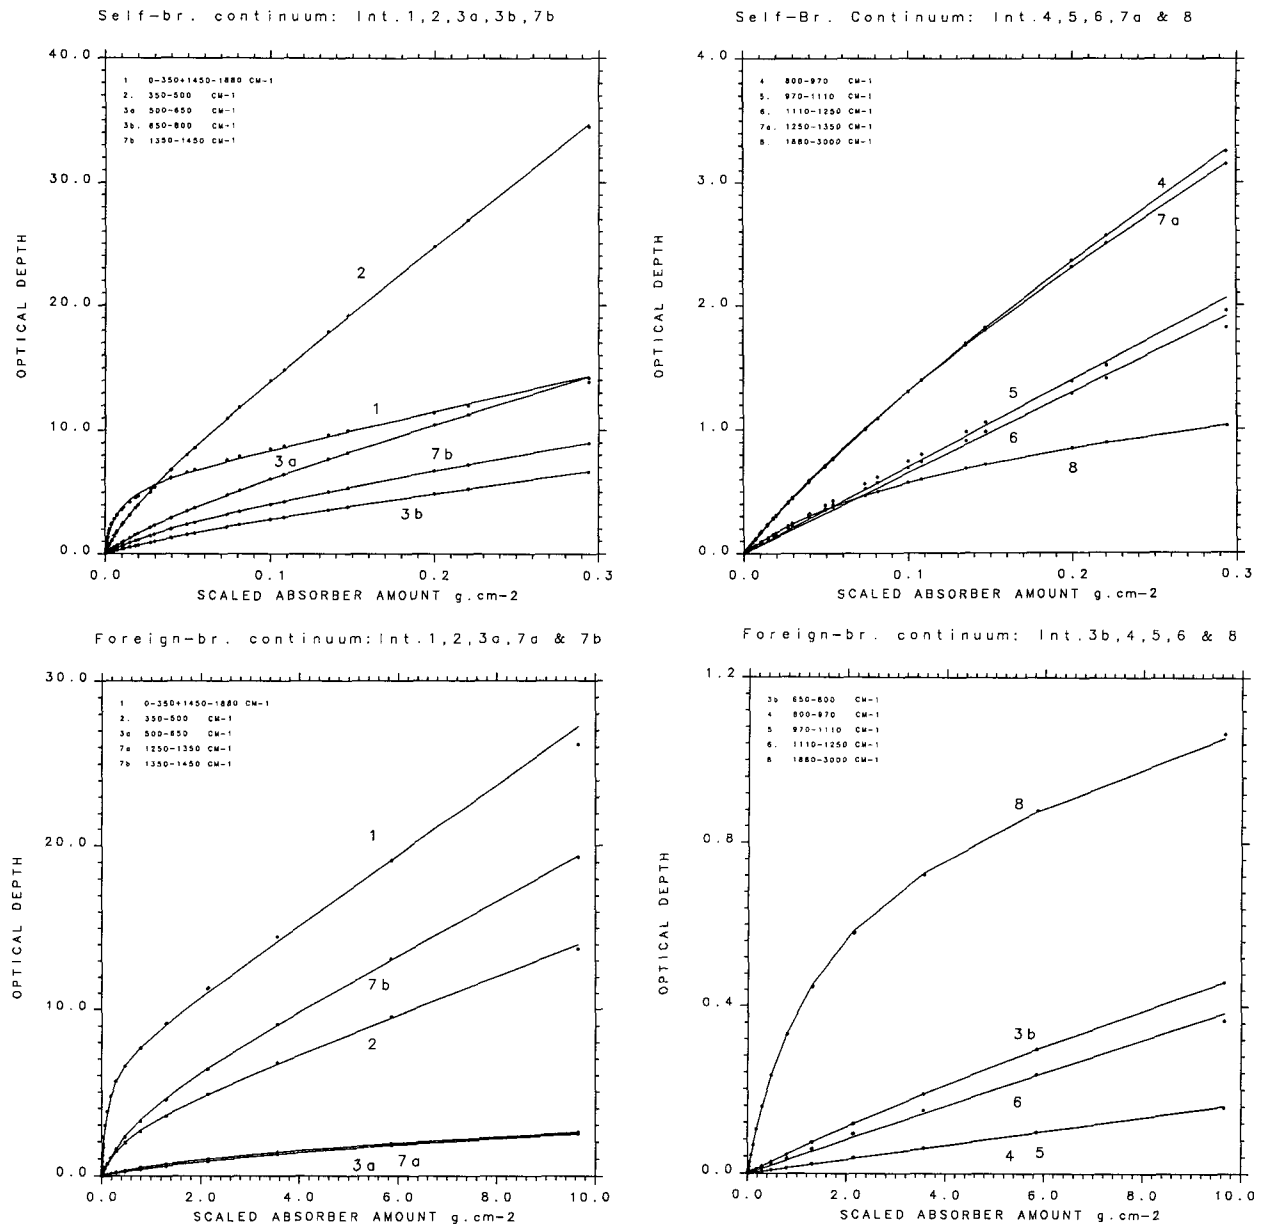 Self-br. continuum: Int.1,2,3a,3b,7b
40.0
30.0
20.0
10.0
0.0
OPTICAL DEPTH
1 0-350+1450-1880 CM-1
2. 350-500 CM-1
3a 500-650 CM-1
3b. 650-800 CM-1
7b 1350-1450 CM-1
2
1
3a
7b
3b
0.0 0.1 0.2 0.3
SCALED ABSORBER AMOUNT g.cm-2
Self-Br. Continuum: Int.4,5,6,7a & 8
4.0
3.0
2.0
1.0
0.0
OPTICAL DEPTH
4 800-970 CM-1
5. 970-1110 CM-1
6. 1110-1250 CM-1
7a. 1250-1350 CM-1
8. 1880-3000 CM-1
4
7a
5
6
8
0.0 0.1 0.2 0.3
SCALED ABSORBER AMOUNT g.cm-2
Foreign-br. continuum: Int.1,2,3a,7a & 7b
30.0
20.0
10.0
0.0
OPTICAL DEPTH
1 0-350+1450-1880 CM-1
2. 350-500 CM-1
3a 500-650 CM-1
7a 1250-1350 CM-1
7b 1350-1450 CM-1
1
7b
2
3a 7a
0.0 2.0 4.0 6.0 8.0 10.0
SCALED ABSORBER AMOUNT g.cm-2
Foreign-br. continuum: Int.3b,4,5,6 & 8
1.2
0.8
0.4
0.0
OPTICAL DEPTH
3b 650-800 CM-1
4 800-970 CM-1
5 970-1110 CM-1
6. 1110-1250 CM-1
8 1880-3000 CM-1
8
3b
6
4 5
0.0 2.0 4.0 6.0 8.0 10.0
SCALED ABSORBER AMOUNT g.cm-2